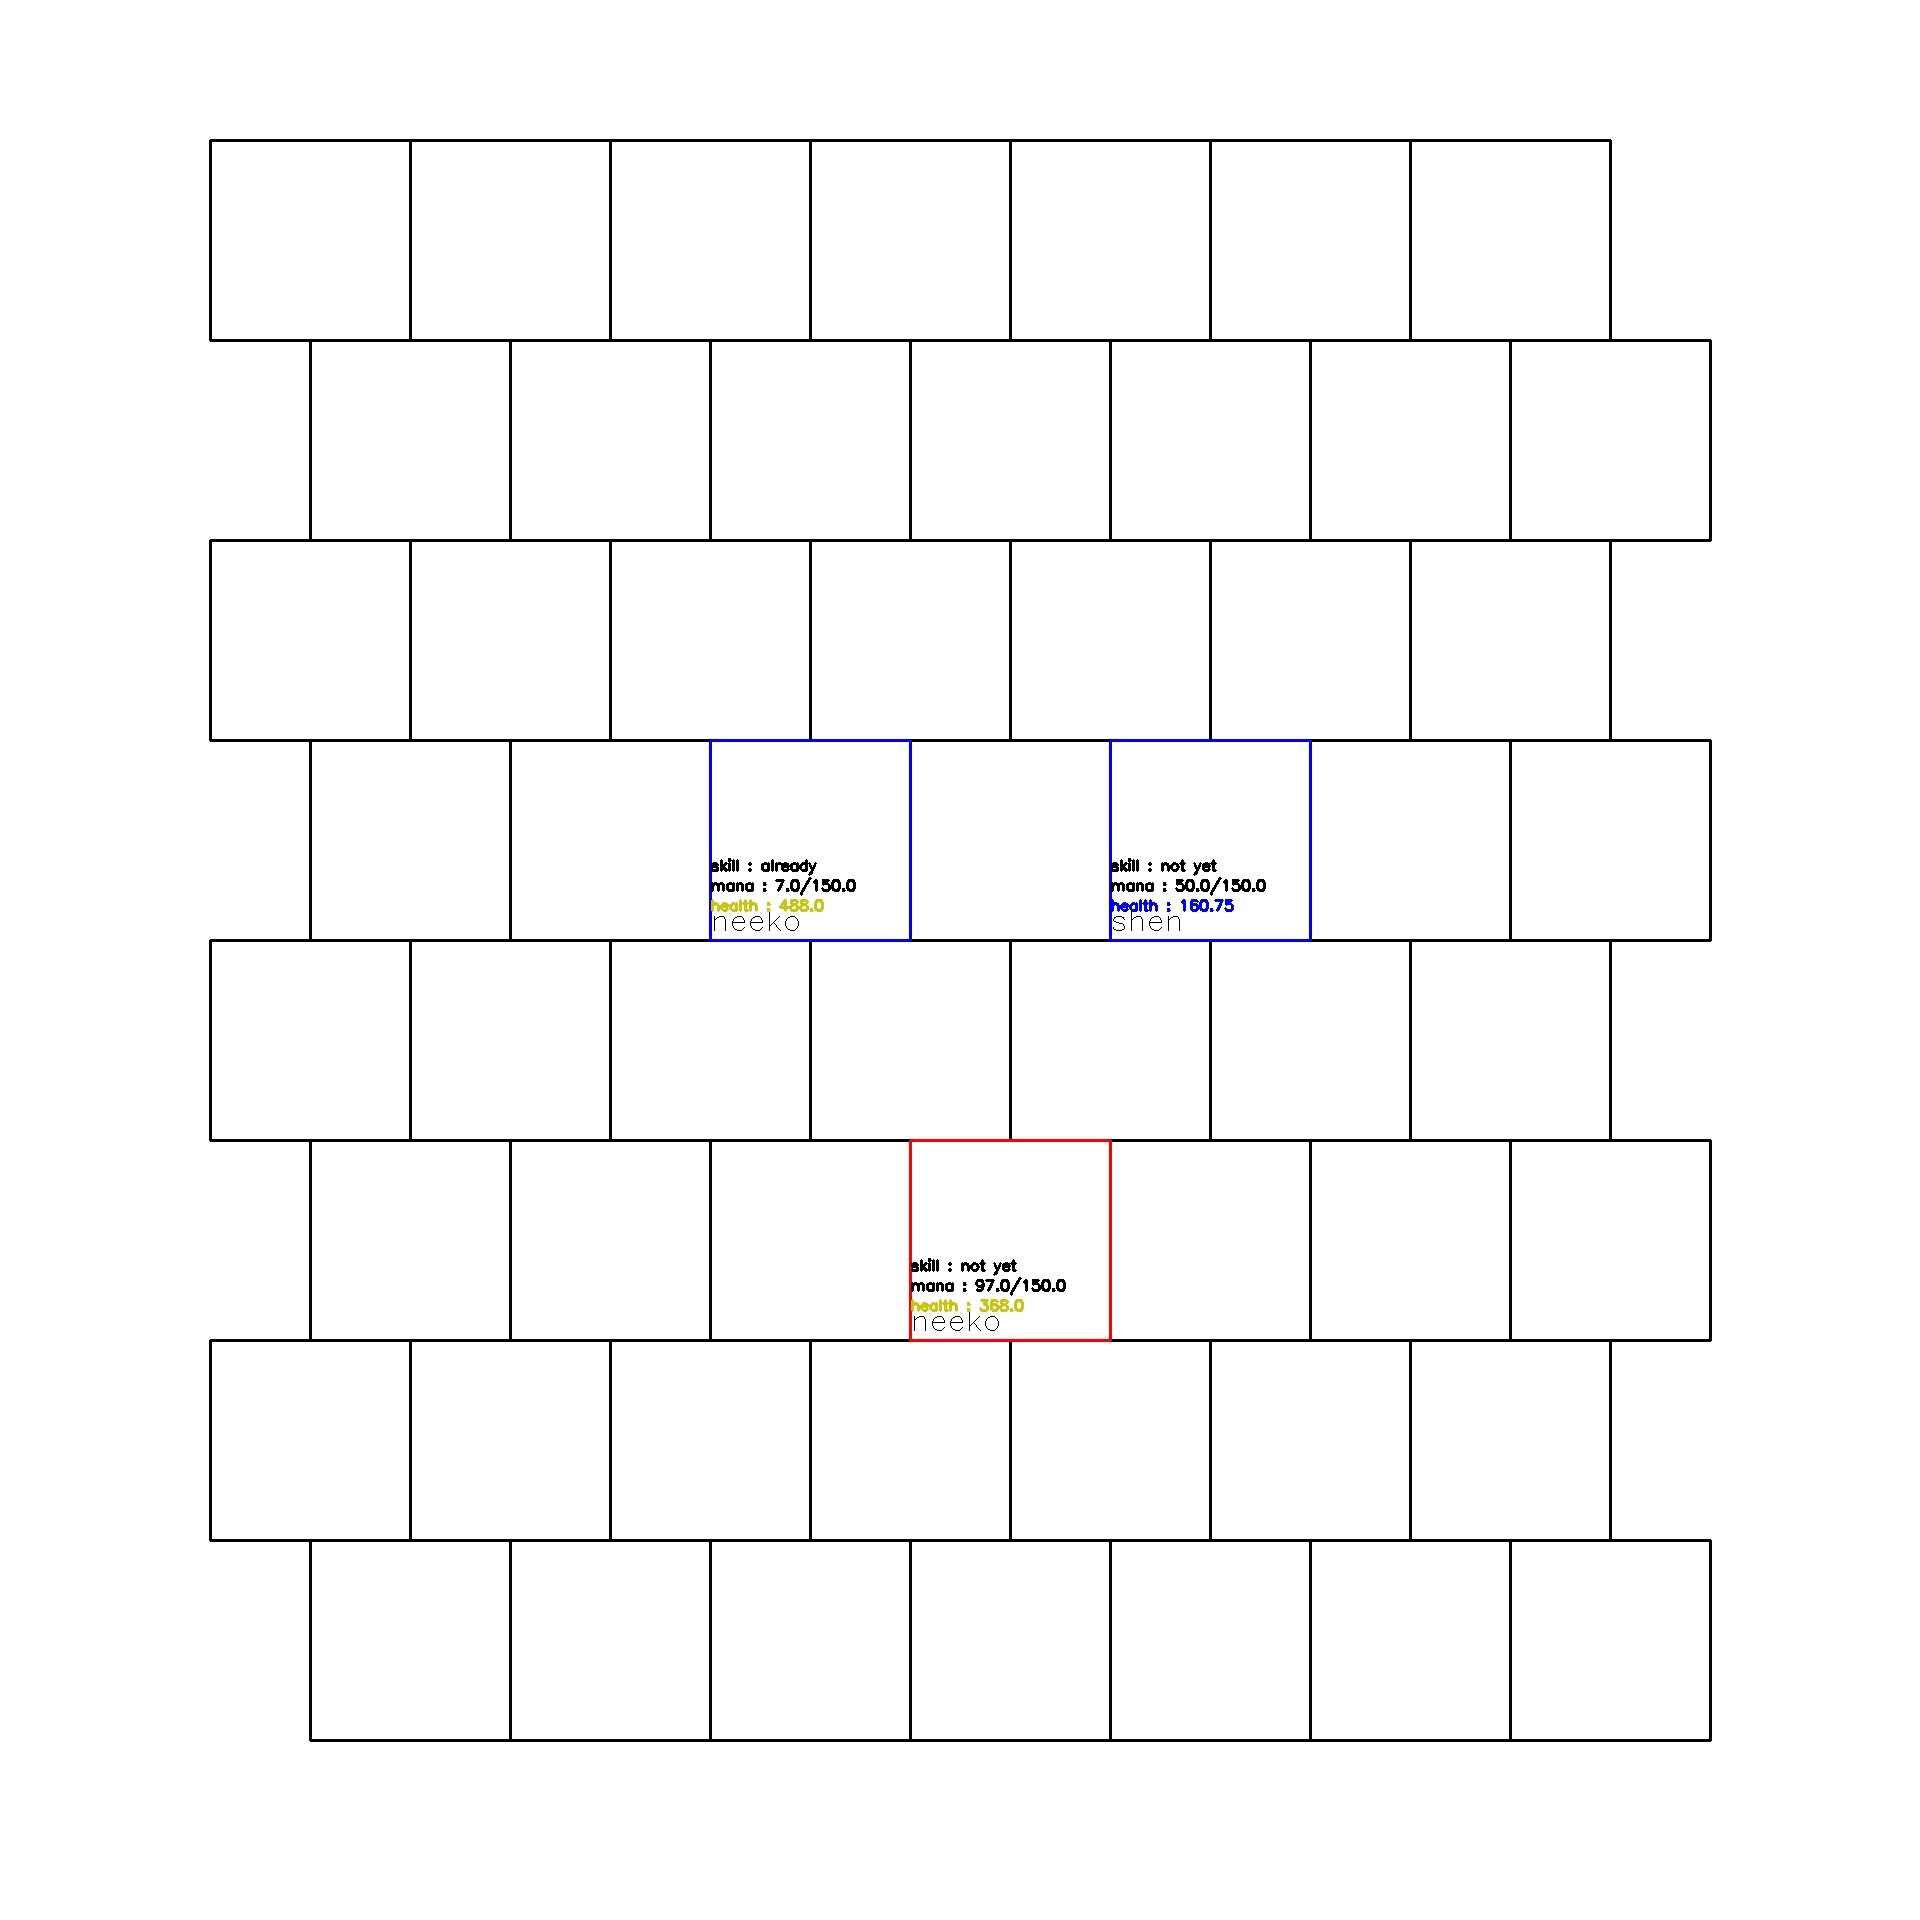 skill : already
mana : 7.0/150.0
health : 488.0
neeko
skill : not yet
mana : 50.0/150.0
health : 160.75
shen
skill : not yet
mana : 97.0/150.0
health : 368.0
neeko